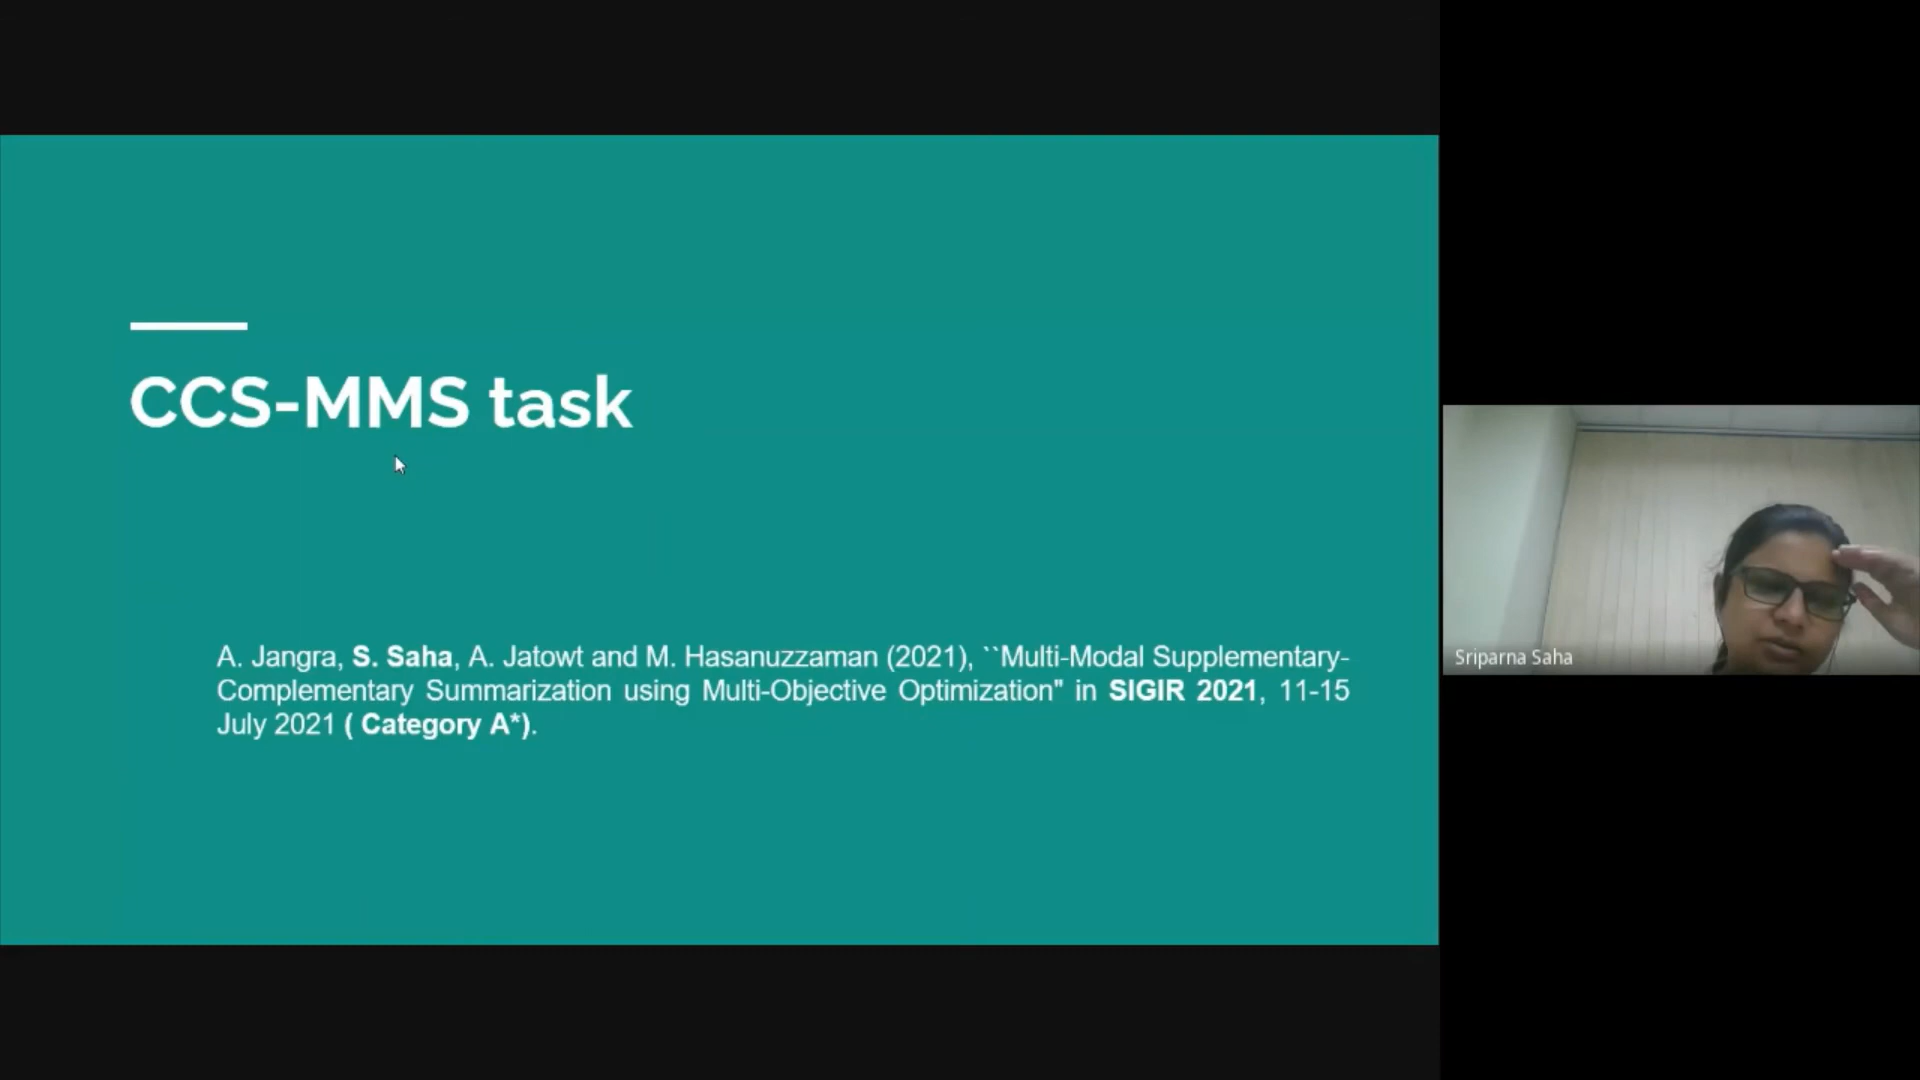 CCS-MMS task
A. Jangra, S. Saha, A. Jatowt and M. Hasanuzzaman (2021), ``Multi-Modal Supplementary-
Complementary Summarization using Multi-Objective Optimization" in SIGIR 2021, 11-15
July 2021 ( Category A*).
Sriparna Saha